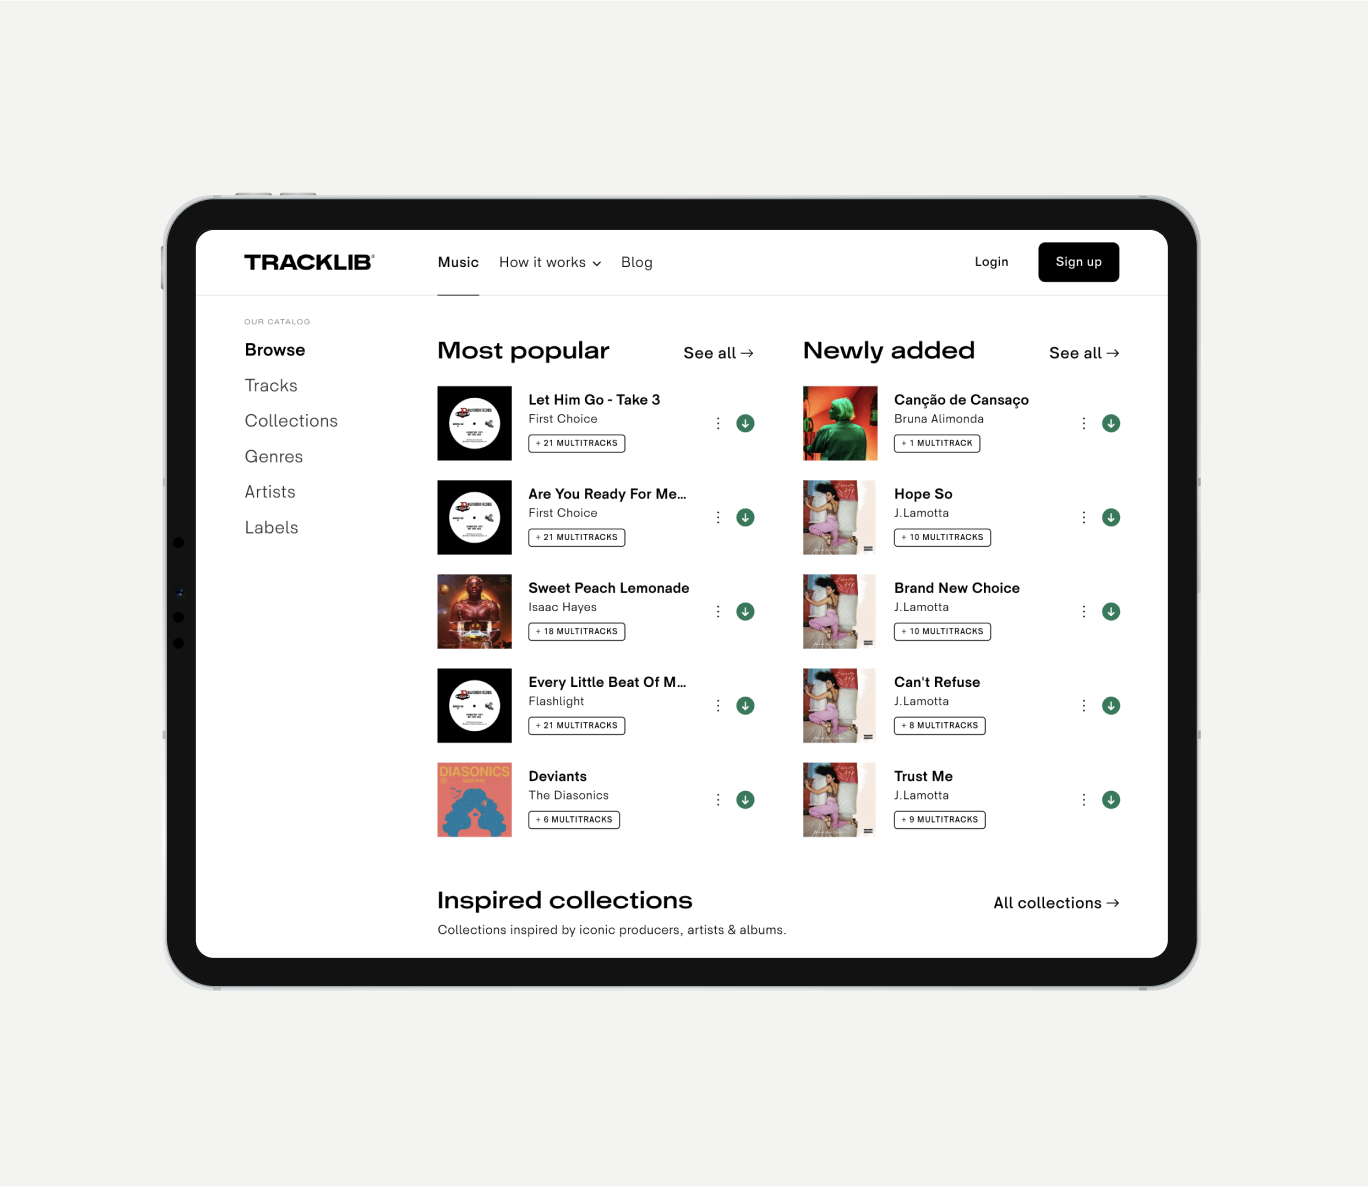 TRACKLIB
Music
How it works
Blog
Login
Sign up
OUR CATALOG
Browse
Tracks
Collections
Genres
Artists
Labels
Most popular
See all →
Let Him Go - Take 3
First Choice
+ 21 MULTITRACKS
Are You Ready For Me...
First Choice
+ 21 MULTITRACKS
Sweet Peach Lemonade
Isaac Hayes
+ 18 MULTITRACKS
Every Little Beat Of M...
Flashlight
+ 21 MULTITRACKS
DIASONICS
Deviants
The Diasonics
+ 6 MULTITRACKS
Newly added
See all →
Canção de Cansaço
Bruna Alimonda
+ 1 MULTITRACK
Hope So
J.Lamotta
+ 10 MULTITRACKS
Brand New Choice
J.Lamotta
+ 10 MULTITRACKS
Can't Refuse
J.Lamotta
+ 8 MULTITRACKS
Trust Me
J.Lamotta
+ 9 MULTITRACKS
Inspired collections
All collections →
Collections inspired by iconic producers, artists & albums.